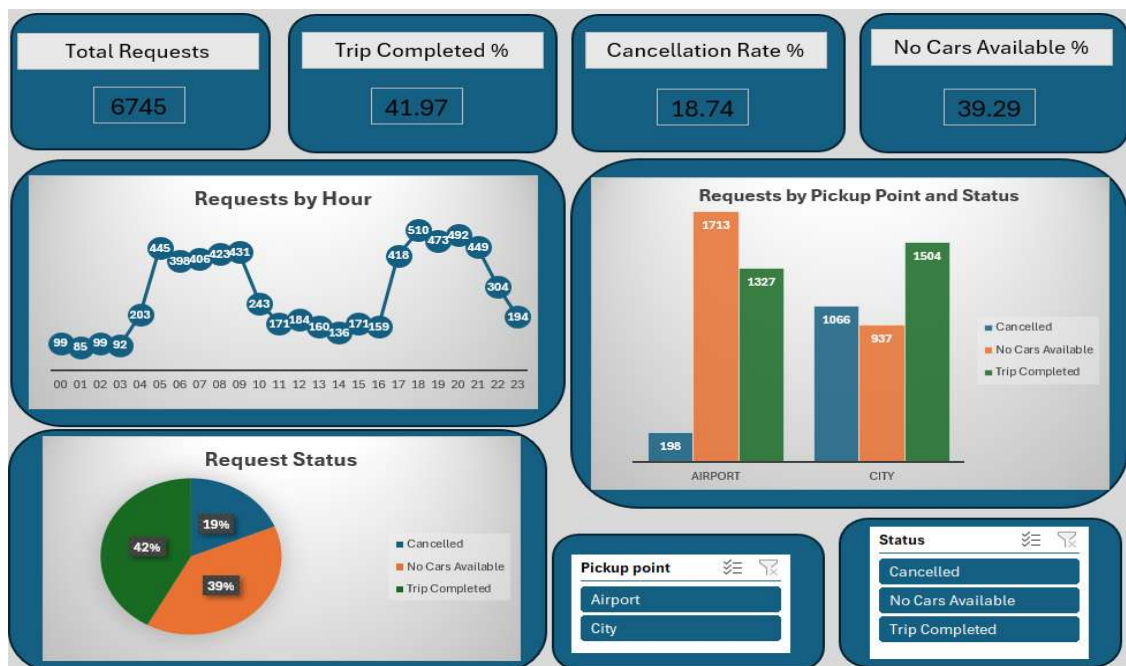 Total Requests
6745
Trip Completed %
41.97
Cancellation Rate %
18.74
No Cars Available %
39.29
Requests by Hour
99 85 99 92 203 445 398 406 423 431 243 171 184 160 136 171 159 418 510 473 492 449 304 194
00 01 02 03 04 05 06 07 08 09 10 11 12 13 14 15 16 17 18 19 20 21 22 23
Requests by Pickup Point and Status
198 1713 1327 1066 937 1504
AIRPORT CITY
Cancelled
No Cars Available
Trip Completed
Request Status
19%
39%
42%
Cancelled
No Cars Available
Trip Completed
Pickup point
Airport
City
Status
Cancelled
No Cars Available
Trip Completed